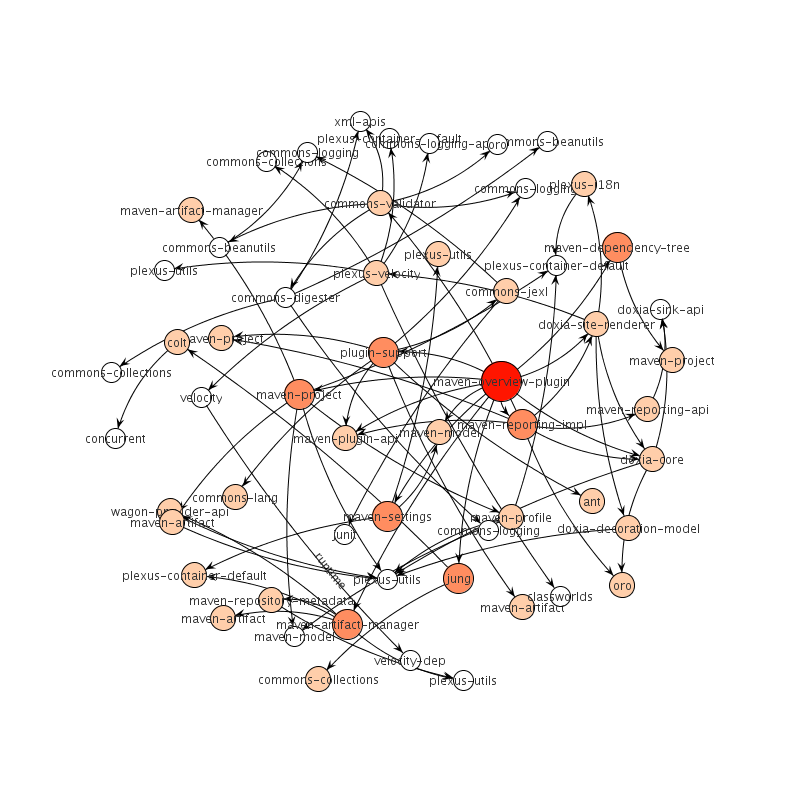 xml-apis
plexus-container-default
commons-logging-api
oro
commons-beanutils
commons-logging
commons-collections
commons-logging
plexus-i18n
commons-validator
maven-artifact-manager
commons-beanutils
maven-dependency-tree
plexus-utils
plexus-container-default
plexus-utils
plexus-velocity
commons-digester
commons-jexl
commons-sink-api
doxia-site-renderer
colt
maven-project
plugin-support
maven-project
commons-collections
maven-overview-plugin
maven-project
velocity
maven-reporting-api
maven-reporting-impl
concurrent
maven-plugin-api
maven-model
doxia-core
commons-lang
ant
wagon-provider-api
maven-artifact
maven-settings
maven-profile
junit
commons-logging
doxia-decoration-model
runtime
plexus-container-default
plexus-utils
jung
oro
classworlds
maven-repository-metadata
maven-artifact
maven-artifact
maven-artifact-manager
maven-model
velocity-dep
commons-collections
plexus-utils